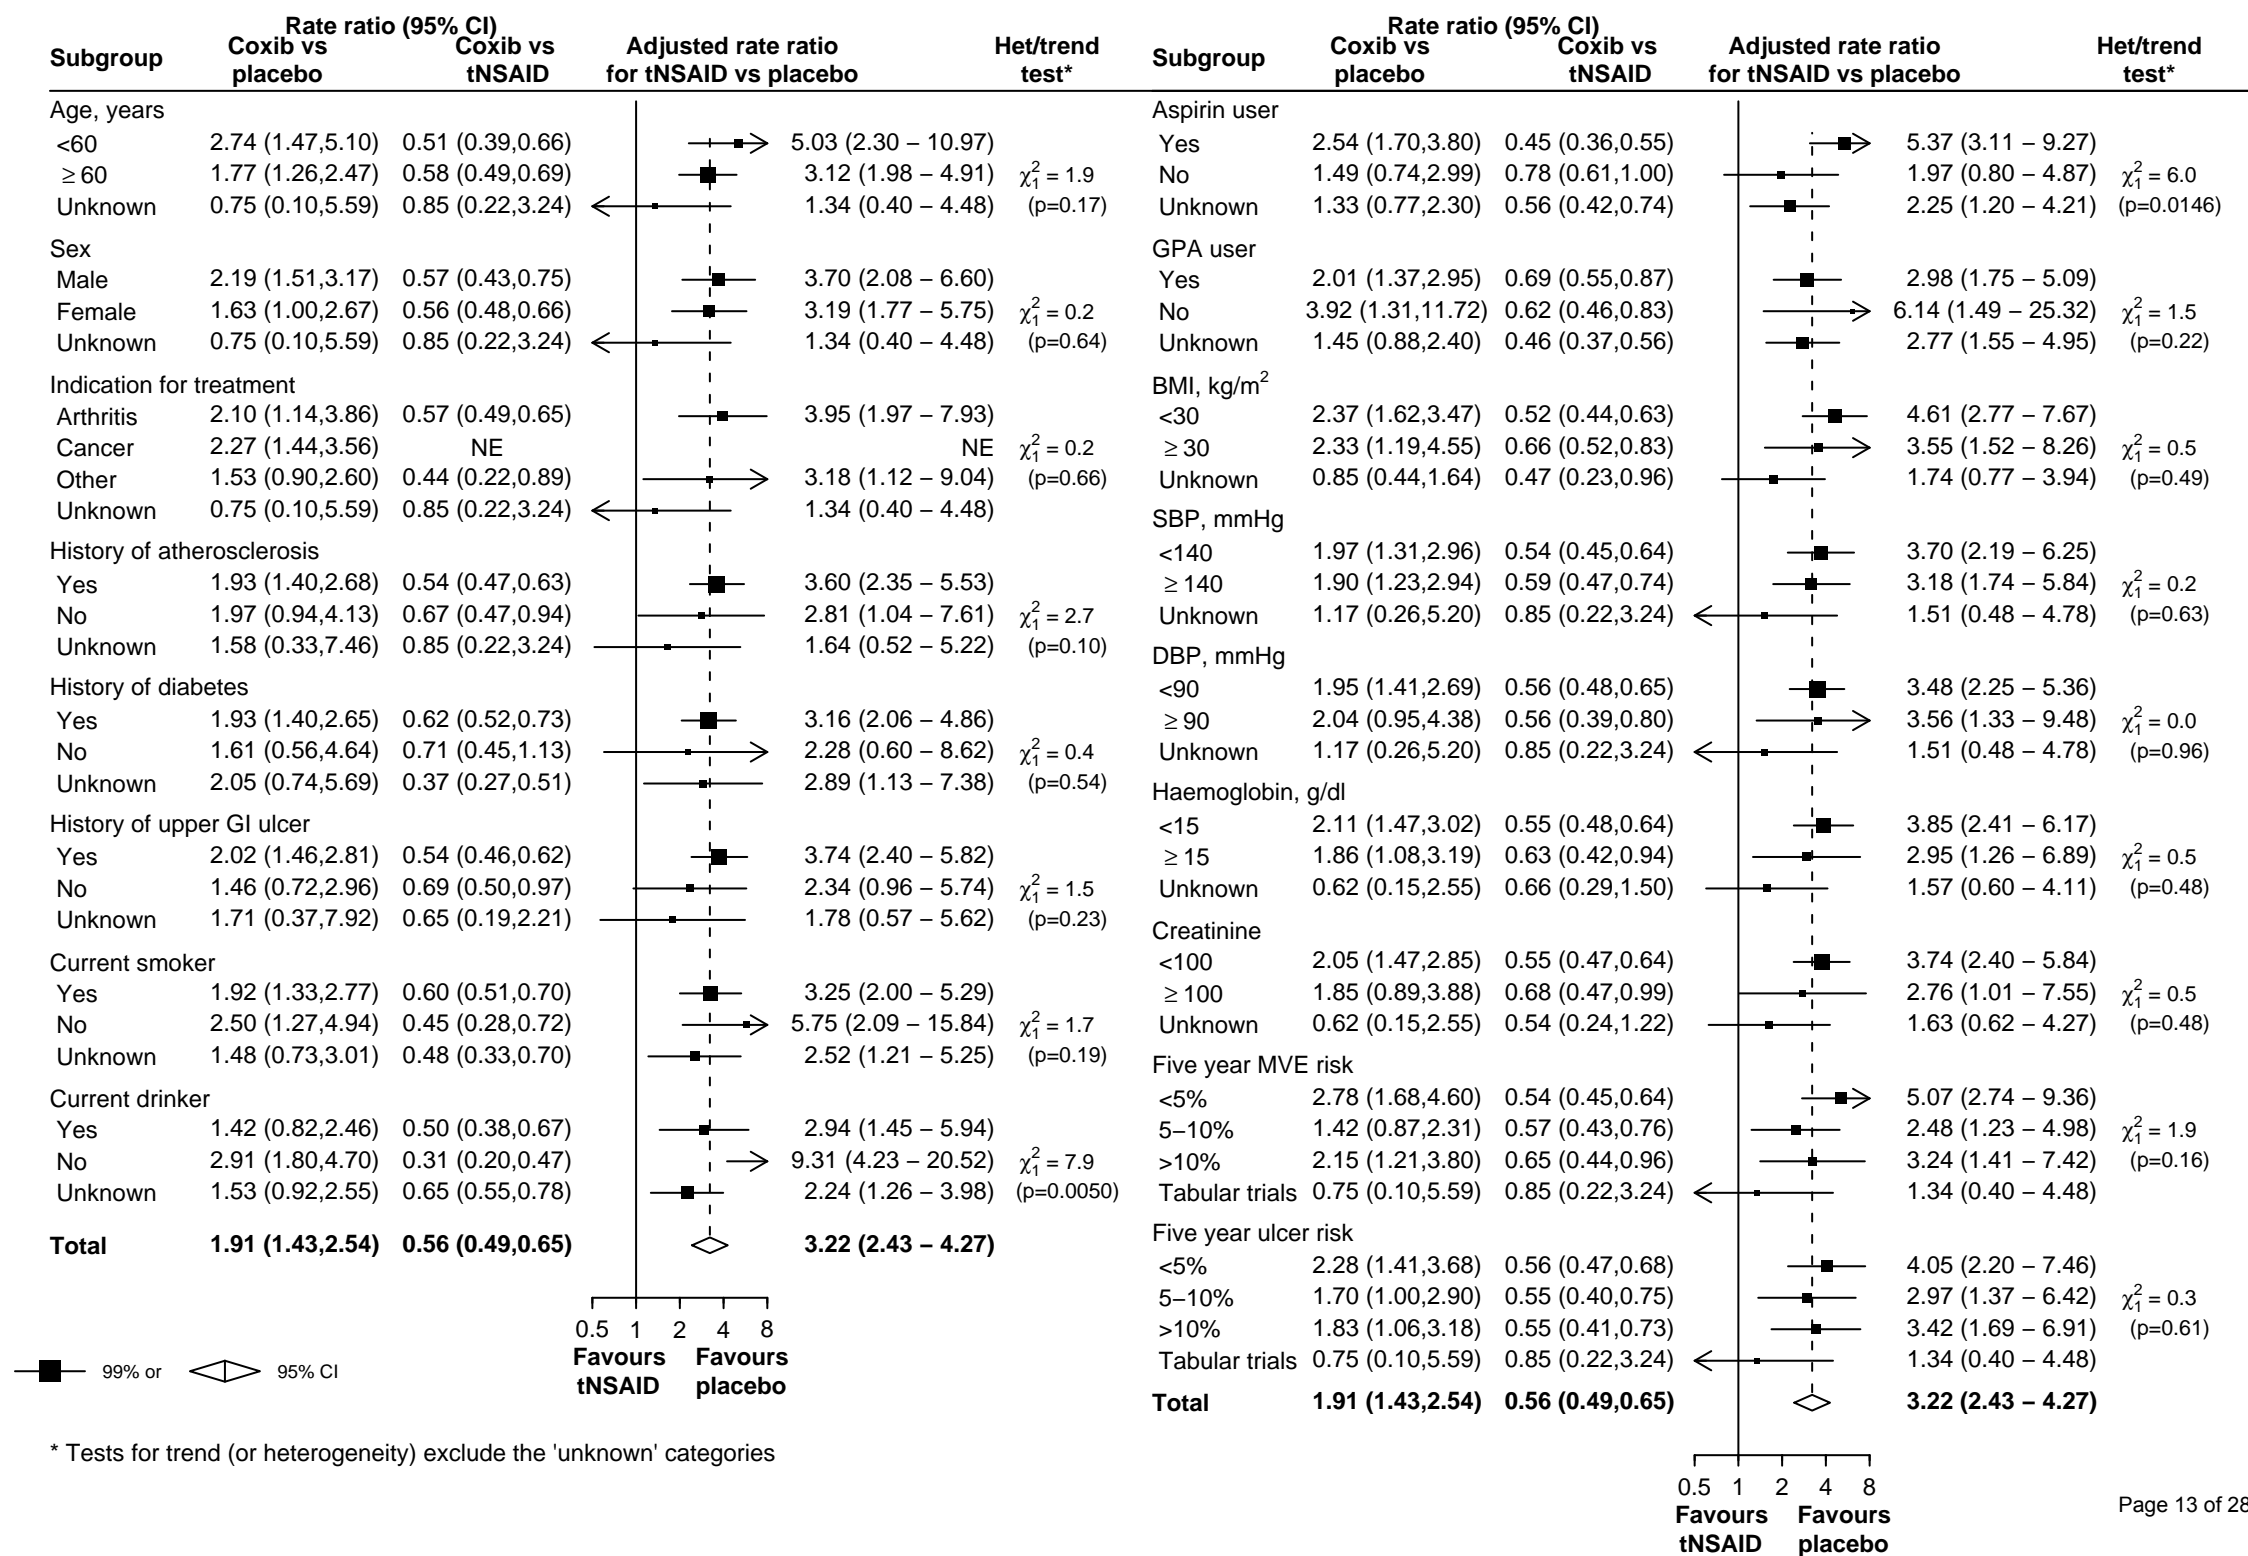 Rate ratio (95% CI)
Subgroup Coxib vs placebo Coxib vs tNSAID Adjusted rate ratio for tNSAID vs placebo Het/trend test*
Age, years
<60 2.74 (1.47,5.10) 0.51 (0.39,0.66) 5.03 (2.30 − 10.97)
≥ 60 1.77 (1.26,2.47) 0.58 (0.49,0.69) 3.12 (1.98 − 4.91) χ²₁ = 1.9
Unknown 0.75 (0.10,5.59) 0.85 (0.22,3.24) 1.34 (0.40 − 4.48) (p=0.17)
Sex
Male 2.19 (1.51,3.17) 0.57 (0.43,0.75) 3.70 (2.08 − 6.60)
Female 1.63 (1.00,2.67) 0.56 (0.48,0.66) 3.19 (1.77 − 5.75) χ²₁ = 0.2
Unknown 0.75 (0.10,5.59) 0.85 (0.22,3.24) 1.34 (0.40 − 4.48) (p=0.64)
Indication for treatment
Arthritis 2.10 (1.14,3.86) 0.57 (0.49,0.65) 3.95 (1.97 − 7.93)
Cancer 2.27 (1.44,3.56) NE NE χ²₁ = 0.2
Other 1.53 (0.90,2.60) 0.44 (0.22,0.89) 3.18 (1.12 − 9.04) (p=0.66)
Unknown 0.75 (0.10,5.59) 0.85 (0.22,3.24) 1.34 (0.40 − 4.48)
History of atherosclerosis
Yes 1.93 (1.40,2.68) 0.54 (0.47,0.63) 3.60 (2.35 − 5.53)
No 1.97 (0.94,4.13) 0.67 (0.47,0.94) 2.81 (1.04 − 7.61) χ²₁ = 2.7
Unknown 1.58 (0.33,7.46) 0.85 (0.22,3.24) 1.64 (0.52 − 5.22) (p=0.10)
History of diabetes
Yes 1.93 (1.40,2.65) 0.62 (0.52,0.73) 3.16 (2.06 − 4.86)
No 1.61 (0.56,4.64) 0.71 (0.45,1.13) 2.28 (0.60 − 8.62) χ²₁ = 0.4
Unknown 2.05 (0.74,5.69) 0.37 (0.27,0.51) 2.89 (1.13 − 7.38) (p=0.54)
History of upper GI ulcer
Yes 2.02 (1.46,2.81) 0.54 (0.46,0.62) 3.74 (2.40 − 5.82)
No 1.46 (0.72,2.96) 0.69 (0.50,0.97) 2.34 (0.96 − 5.74) χ²₁ = 1.5
Unknown 1.71 (0.37,7.92) 0.65 (0.19,2.21) 1.78 (0.57 − 5.62) (p=0.23)
Current smoker
Yes 1.92 (1.33,2.77) 0.60 (0.51,0.70) 3.25 (2.00 − 5.29)
No 2.50 (1.27,4.94) 0.45 (0.28,0.72) 5.75 (2.09 − 15.84) χ²₁ = 1.7
Unknown 1.48 (0.73,3.01) 0.48 (0.33,0.70) 2.52 (1.21 − 5.25) (p=0.19)
Current drinker
Yes 1.42 (0.82,2.46) 0.50 (0.38,0.67) 2.94 (1.45 − 5.94)
No 2.91 (1.80,4.70) 0.31 (0.20,0.47) 9.31 (4.23 − 20.52) χ²₁ = 7.9
Unknown 1.53 (0.92,2.55) 0.65 (0.55,0.78) 2.24 (1.26 − 3.98) (p=0.0050)
Total 1.91 (1.43,2.54) 0.56 (0.49,0.65) 3.22 (2.43 − 4.27)
0.5 1 2 4 8
Favours tNSAID Favours placebo
99% or 95% CI
* Tests for trend (or heterogeneity) exclude the 'unknown' categories
Rate ratio (95% CI)
Subgroup Coxib vs placebo Coxib vs tNSAID Adjusted rate ratio for tNSAID vs placebo Het/trend test*
Aspirin user
Yes 2.54 (1.70,3.80) 0.45 (0.36,0.55) 5.37 (3.11 − 9.27)
No 1.49 (0.74,2.99) 0.78 (0.61,1.00) 1.97 (0.80 − 4.87) χ²₁ = 6.0
Unknown 1.33 (0.77,2.30) 0.56 (0.42,0.74) 2.25 (1.20 − 4.21) (p=0.0146)
GPA user
Yes 2.01 (1.37,2.95) 0.69 (0.55,0.87) 2.98 (1.75 − 5.09)
No 3.92 (1.31,11.72) 0.62 (0.46,0.83) 6.14 (1.49 − 25.32) χ²₁ = 1.5
Unknown 1.45 (0.88,2.40) 0.46 (0.37,0.56) 2.77 (1.55 − 4.95) (p=0.22)
BMI, kg/m²
<30 2.37 (1.62,3.47) 0.52 (0.44,0.63) 4.61 (2.77 − 7.67)
≥ 30 2.33 (1.19,4.55) 0.66 (0.52,0.83) 3.55 (1.52 − 8.26) χ²₁ = 0.5
Unknown 0.85 (0.44,1.64) 0.47 (0.23,0.96) 1.74 (0.77 − 3.94) (p=0.49)
SBP, mmHg
<140 1.97 (1.31,2.96) 0.54 (0.45,0.64) 3.70 (2.19 − 6.25)
≥ 140 1.90 (1.23,2.94) 0.59 (0.47,0.74) 3.18 (1.74 − 5.84) χ²₁ = 0.2
Unknown 1.17 (0.26,5.20) 0.85 (0.22,3.24) 1.51 (0.48 − 4.78) (p=0.63)
DBP, mmHg
<90 1.95 (1.41,2.69) 0.56 (0.48,0.65) 3.48 (2.25 − 5.36)
≥ 90 2.04 (0.95,4.38) 0.56 (0.39,0.80) 3.56 (1.33 − 9.48) χ²₁ = 0.0
Unknown 1.17 (0.26,5.20) 0.85 (0.22,3.24) 1.51 (0.48 − 4.78) (p=0.96)
Haemoglobin, g/dl
<15 2.11 (1.47,3.02) 0.55 (0.48,0.64) 3.85 (2.41 − 6.17)
≥ 15 1.86 (1.08,3.19) 0.63 (0.42,0.94) 2.95 (1.26 − 6.89) χ²₁ = 0.5
Unknown 0.62 (0.15,2.55) 0.66 (0.29,1.50) 1.57 (0.60 − 4.11) (p=0.48)
Creatinine
<100 2.05 (1.47,2.85) 0.55 (0.47,0.64) 3.74 (2.40 − 5.84)
≥ 100 1.85 (0.89,3.88) 0.68 (0.47,0.99) 2.76 (1.01 − 7.55) χ²₁ = 0.5
Unknown 0.62 (0.15,2.55) 0.54 (0.24,1.22) 1.63 (0.62 − 4.27) (p=0.48)
Five year MVE risk
<5% 2.78 (1.68,4.60) 0.54 (0.45,0.64) 5.07 (2.74 − 9.36)
5−10% 1.42 (0.87,2.31) 0.57 (0.43,0.76) 2.48 (1.23 − 4.98) χ²₁ = 1.9
>10% 2.15 (1.21,3.80) 0.65 (0.44,0.96) 3.24 (1.41 − 7.42) (p=0.16)
Tabular trials 0.75 (0.10,5.59) 0.85 (0.22,3.24) 1.34 (0.40 − 4.48)
Five year ulcer risk
<5% 2.28 (1.41,3.68) 0.56 (0.47,0.68) 4.05 (2.20 − 7.46)
5−10% 1.70 (1.00,2.90) 0.55 (0.40,0.75) 2.97 (1.37 − 6.42) χ²₁ = 0.3
>10% 1.83 (1.06,3.18) 0.55 (0.41,0.73) 3.42 (1.69 − 6.91) (p=0.61)
Tabular trials 0.75 (0.10,5.59) 0.85 (0.22,3.24) 1.34 (0.40 − 4.48)
Total 1.91 (1.43,2.54) 0.56 (0.49,0.65) 3.22 (2.43 − 4.27)
0.5 1 2 4 8
Favours tNSAID Favours placebo
Page 13 of 28